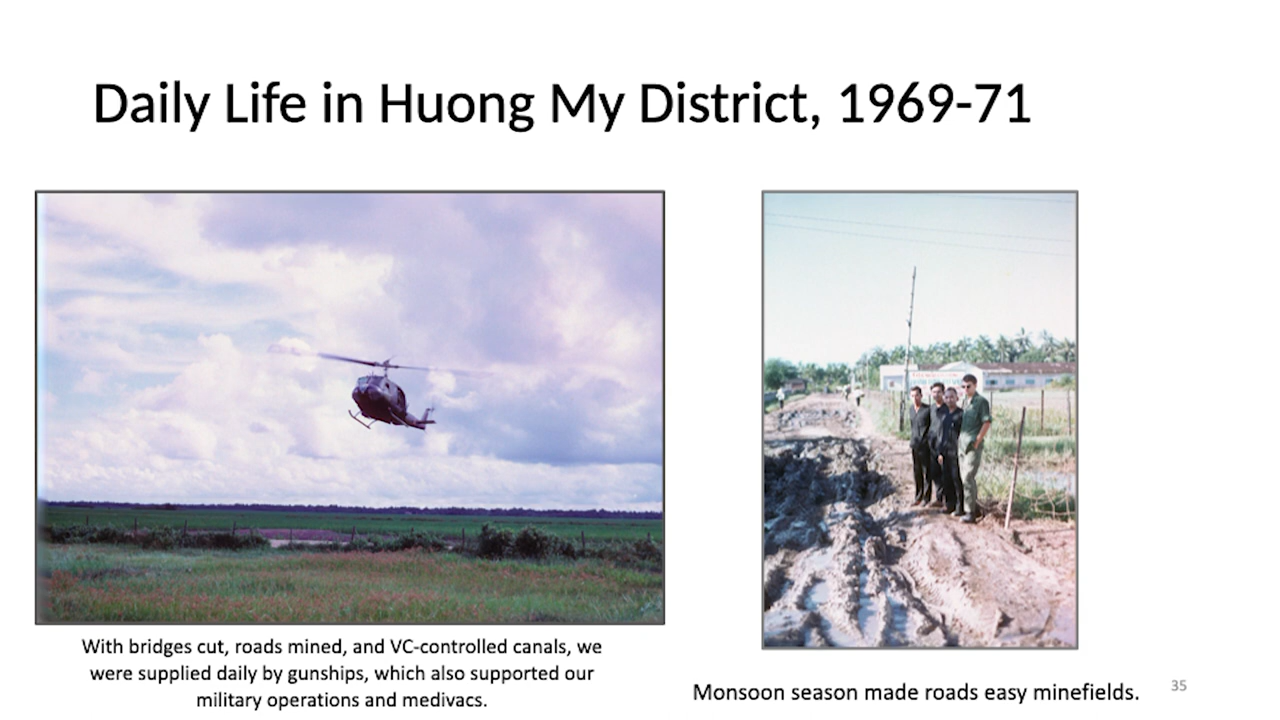 Daily Life in Huong My District, 1969-71
With bridges cut, roads mined, and VC-controlled canals, we
were supplied daily by gunships, which also supported our
military operations and medivacs.
Monsoon season made roads easy minefields.
35